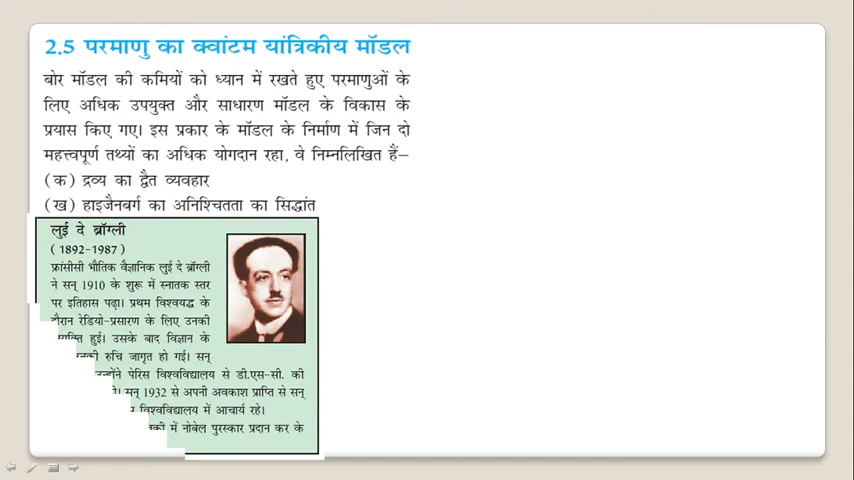 2.5 परमाणु का क्वांटम यांत्रिकीय मॉडल
बोर मॉडल की कमियों को ध्यान में रखते हुए परमाणुओं के
लिए अधिक उपयुक्त और साधारण मॉडल के विकास के
प्रयास किए गए। इस प्रकार के मॉडल के निर्माण में जिन दो
महत्त्वपूर्ण तथ्यों का अधिक योगदान रहा, वे निम्नलिखित हैं–
(क) द्रव्य का द्वैत व्यवहार
(ख) हाइज़ैनबर्ग का अनिश्चितता का सिद्धांत
लुई दे ब्रॉग्ली
(1892-1987)
फ्रांसीसी भौतिक वैज्ञानिक लुई दे ब्रॉग्ली
ने सन् 1910 के शुरू में स्नातक स्तर
पर इतिहास पढ़ा। प्रथम विश्वयुद्ध के
दौरान रेडियो-प्रसारण के लिए उनकी
हुई। उसके बाद विज्ञान के
रुचि जागृत हो गई। सन्
पेरिस विश्वविद्यालय से डी.एस-सी. की
सन् 1932 से अपनी अवकाश प्राप्ति से सन्
विश्वविद्यालय में आचार्य रहे।
में नोबेल पुरस्कार प्रदान कर के